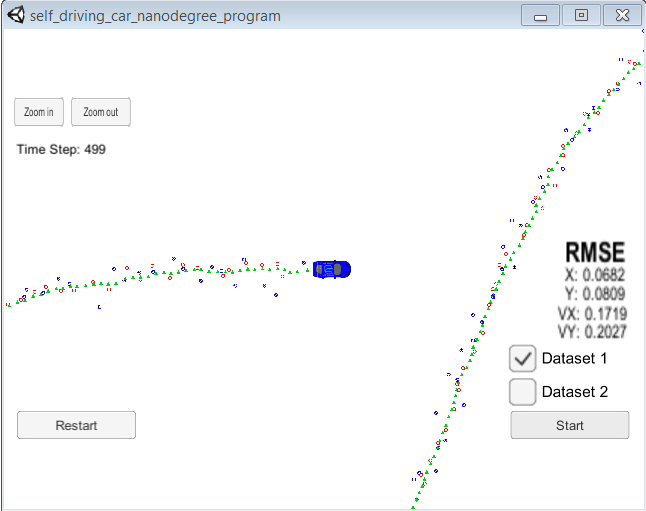 self_driving_car_nanodegree_program
Zoom in
Zoom out
Time Step: 499
RMSE
X: 0.0682
Y: 0.0809
VX: 0.1719
VY: 0.2027
Dataset 1
Dataset 2
Restart
Start